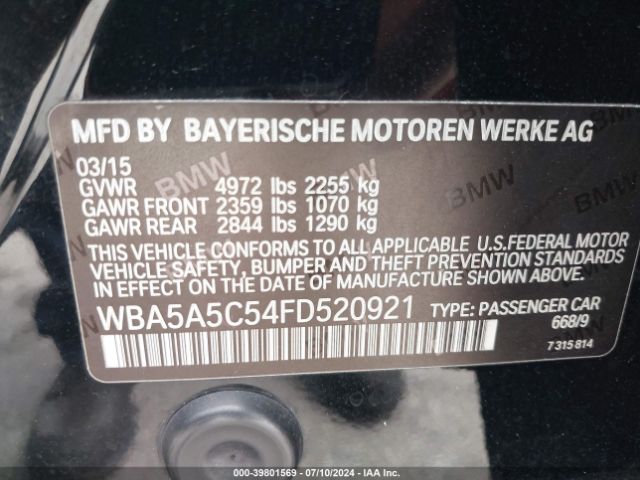 MFD BY BAYERISCHE MOTOREN WERKE AG
03/15
GVWR 4972 lbs 2255 kg
GAWR FRONT 2359 lbs 1070 kg
GAWR REAR 2844 lbs 1290 kg
THIS VEHICLE CONFORMS TO ALL APPLICABLE U.S.FEDERAL MOTOR
VEHICLE SAFETY, BUMPER AND THEFT PREVENTION STANDARDS
IN EFFECT ON THE DATE OF MANUFACTURE SHOWN ABOVE.
WBA5A5C54FD520921 TYPE: PASSENGER CAR
668/9
7 315 814
BMW
BMW
BMW
000-39801569 - 07/10/2024 - IAA Inc.